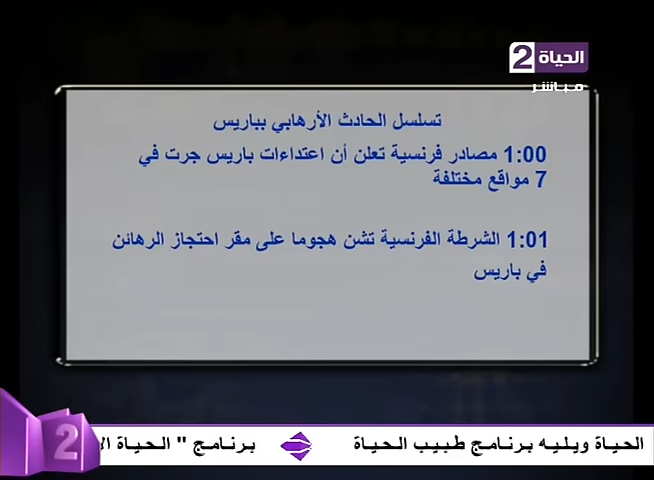 الحياة 2
مباشر
تسلسل الحادث الأرهابي بباريس
1:00 مصادر فرنسية تعلن أن اعتداءات باريس جرت في
7 مواقع مختلفة
1:01 الشرطة الفرنسية تشن هجوما على مقر احتجاز الرهائن
في باريس
الحياة ويليه برنامج طبيب الحياة برنامج " الحياة
2